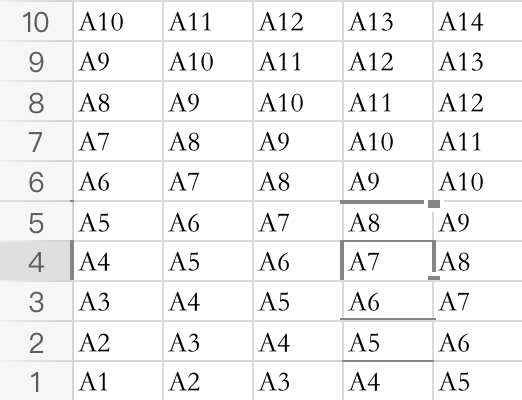 10 A10 A11 A12 A13 A14
9 A9 A10 A11 A12 A13
8 A8 A9 A10 A11 A12
7 A7 A8 A9 A10 A11
6 A6 A7 A8 A9 A10
5 A5 A6 A7 A8 A9
4 A4 A5 A6 A7 A8
3 A3 A4 A5 A6 A7
2 A2 A3 A4 A5 A6
1 A1 A2 A3 A4 A5